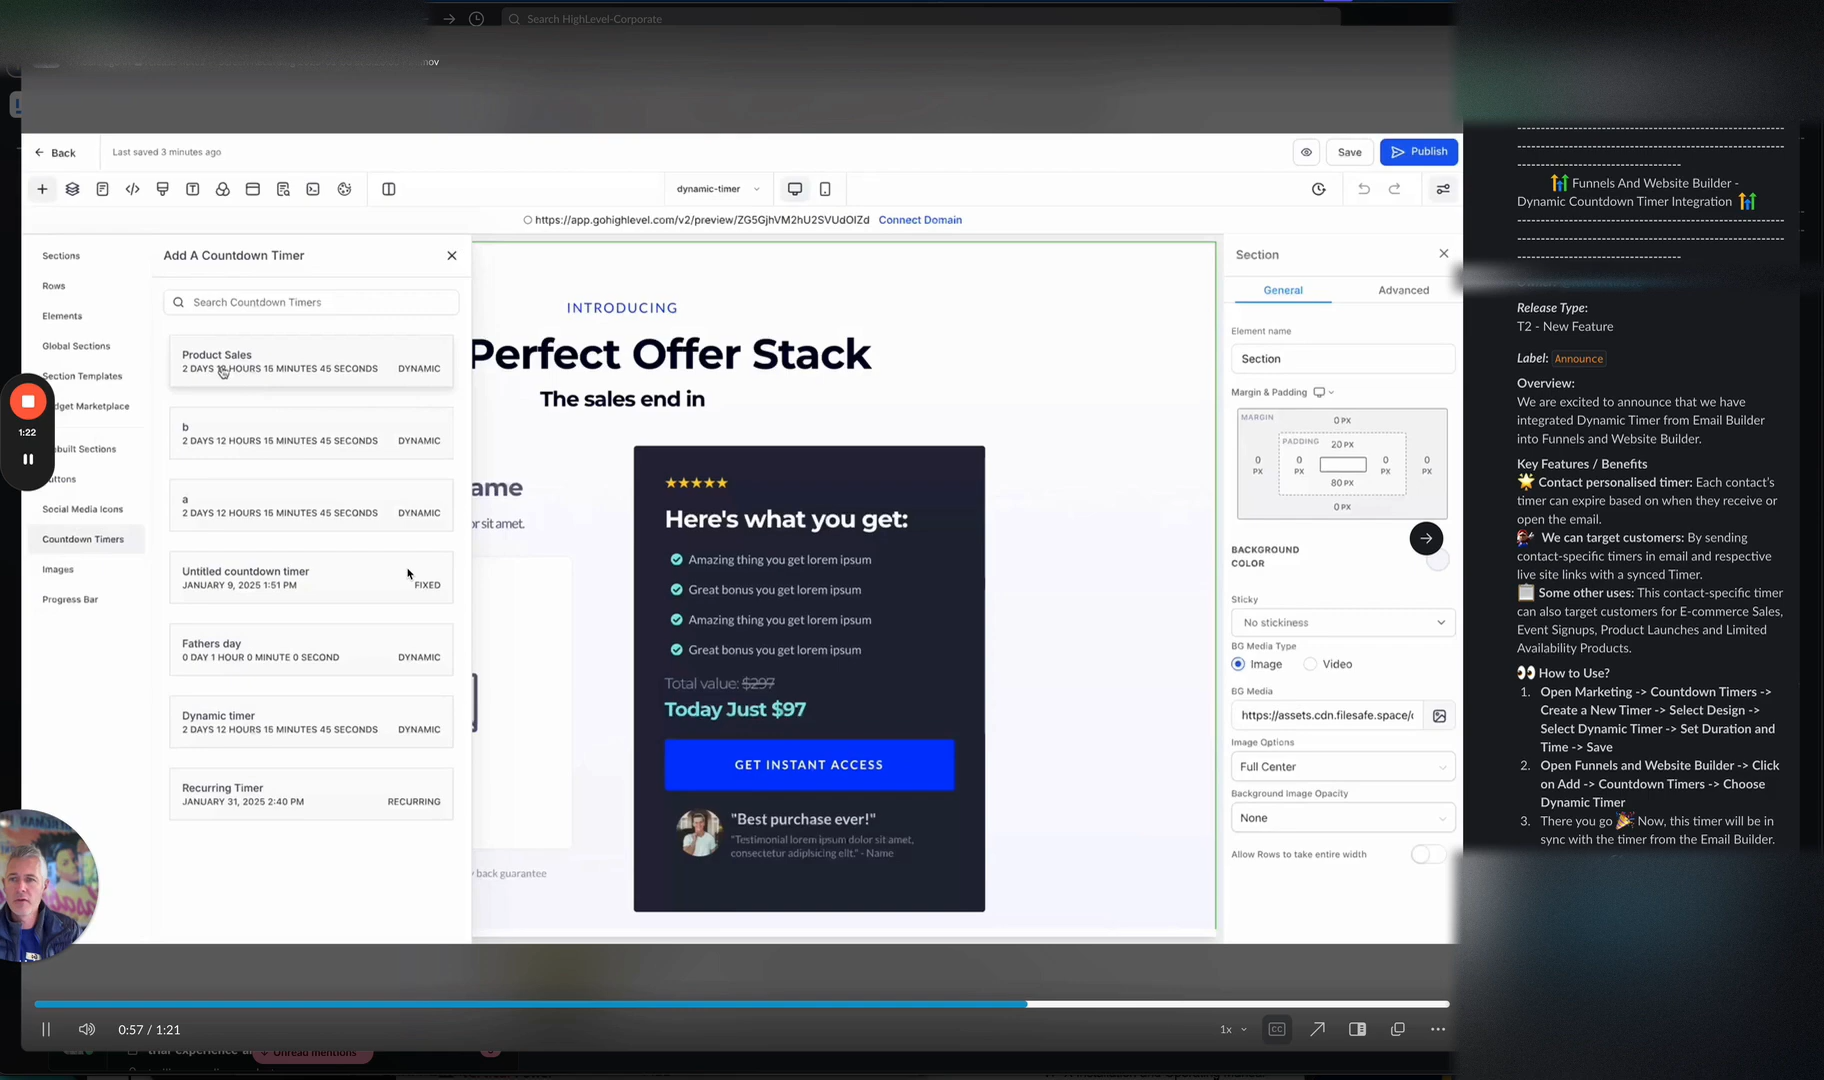 Search HighLevel-Corporate
Back
Last saved 3 minutes ago
Save
Publish
dynamic-timer
https://app.gohighlevel.com/v2/preview/ZG5GjhVM2hU2SVUdOIZd Connect Domain
Sections
Rows
Elements
Global Sections
Section Templates
dget Marketplace
built Sections
ttons
Social Media Icons
Countdown Timers
Images
Progress Bar
1:22
Add A Countdown Timer
Search Countdown Timers
Product Sales
2 DAYS 12 HOURS 15 MINUTES 45 SECONDS DYNAMIC
b
2 DAYS 12 HOURS 15 MINUTES 45 SECONDS DYNAMIC
a
2 DAYS 12 HOURS 15 MINUTES 45 SECONDS DYNAMIC
Untitled countdown timer
JANUARY 9, 2025 1:51 PM FIXED
Fathers day
0 DAY 1 HOUR 0 MINUTE 0 SECOND DYNAMIC
Dynamic timer
2 DAYS 12 HOURS 15 MINUTES 45 SECONDS DYNAMIC
Recurring Timer
JANUARY 31, 2025 2:40 PM RECURRING
INTRODUCING
Perfect Offer Stack
The sales end in
ame
or sit amet.
back guarantee
★★★★★
Here's what you get:
Amazing thing you get lorem ipsum
Great bonus you get lorem ipsum
Amazing thing you get lorem ipsum
Great bonus you get lorem ipsum
Total value: $297
Today Just $97
GET INSTANT ACCESS
"Best purchase ever!"
"Testimonial lorem ipsum dolor sit amet,
consectetur adipisicing elit." - Name
Section
General Advanced
Element name
Section
Margin & Padding
MARGIN
0 PX
PADDING 20 PX
0 PX 0 PX 0 PX 0 PX
80 PX
0 PX
BACKGROUND
COLOR
Sticky
No stickiness
BG Media Type
Image Video
BG Media
https://assets.cdn.filesafe.space/
Image Options
Full Center
Background Image Opacity
None
Allow Rows to take entire width
0:57 / 1:21
1x
CC
Unread mentions
Funnels And Website Builder -
Dynamic Countdown Timer Integration
Release Type:
T2 - New Feature
Label: Announce
Overview:
We are excited to announce that we have
integrated Dynamic Timer from Email Builder
into Funnels and Website Builder.
Key Features / Benefits
Contact personalised timer: Each contact's
timer can expire based on when they receive or
open the email.
We can target customers: By sending
contact-specific timers in email and respective
live site links with a synced Timer.
Some other uses: This contact-specific timer
can also target customers for E-commerce Sales,
Event Signups, Product Launches and Limited
Availability Products.
How to Use?
1. Open Marketing -> Countdown Timers ->
Create a New Timer -> Select Design ->
Select Dynamic Timer -> Set Duration and
Time -> Save
2. Open Funnels and Website Builder -> Click
on Add -> Countdown Timers -> Choose
Dynamic Timer
3. There you go Now, this timer will be in
sync with the timer from the Email Builder.